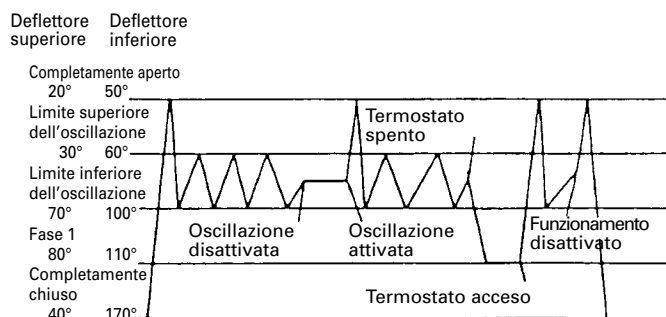 Deflettore Deflettore
superiore inferiore
Completamente aperto
20° 50°
Limite superiore
dell'oscillazione
30° 60°
Limite inferiore
dell'oscillazione
70° 100°
Fase 1
80° 110°
Completamente
chiuso
40° 170°
Termostato
spento
Oscillazione
disattivata
Oscillazione
attivata
Funzionamento
disattivato
Termostato acceso